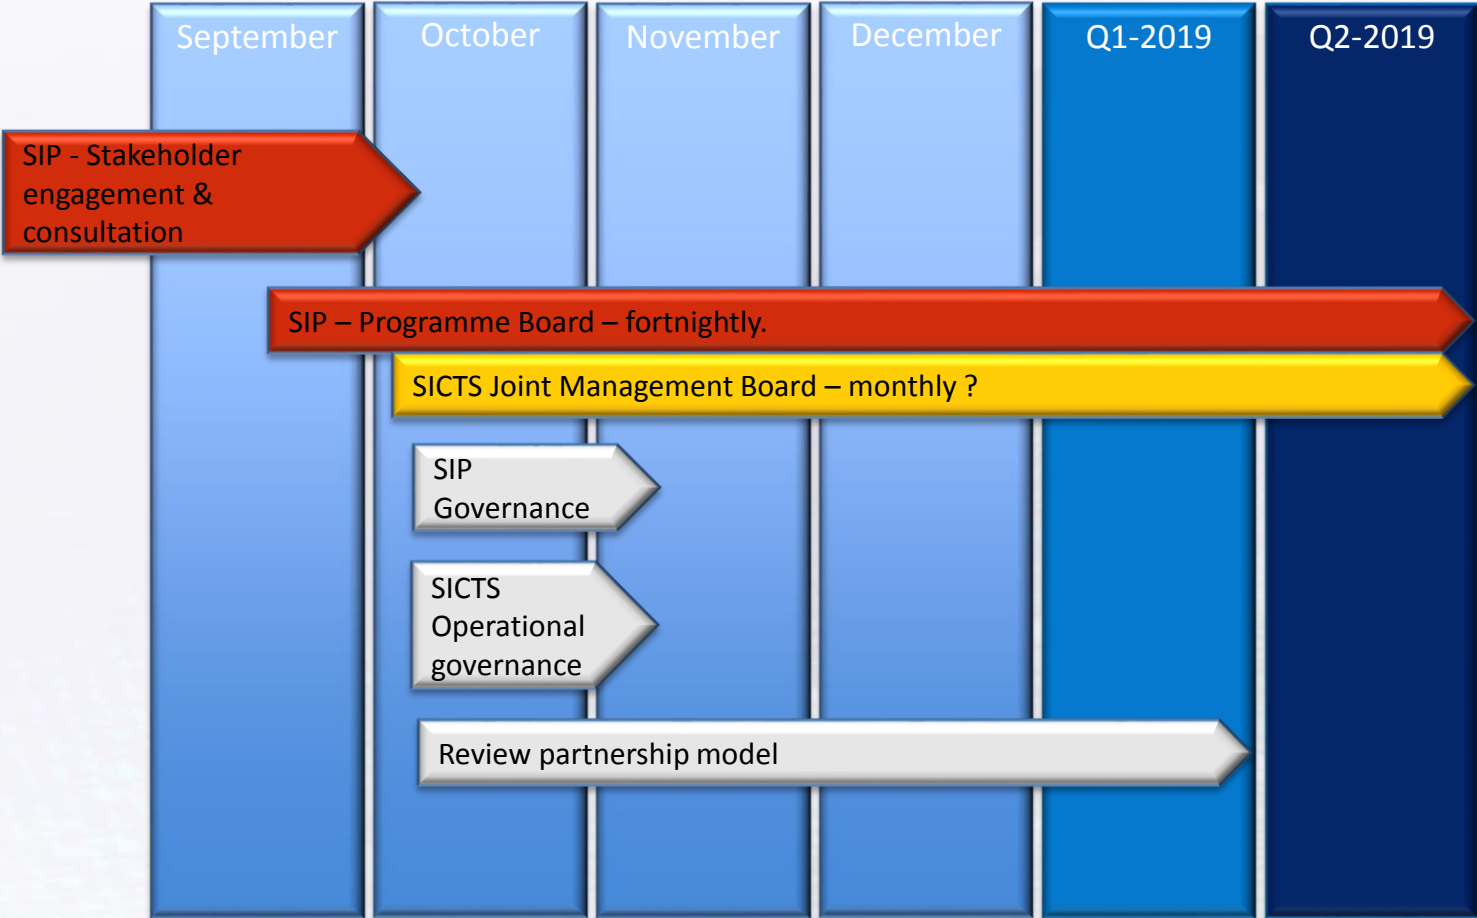 September
October
November
December
Q1-2019
Q2-2019
SIP - Stakeholder
engagement &
consultation
SIP – Programme Board – fortnightly.
SICTS Joint Management Board – monthly ?
SIP
Governance
SICTS
Operational
governance
Review partnership model